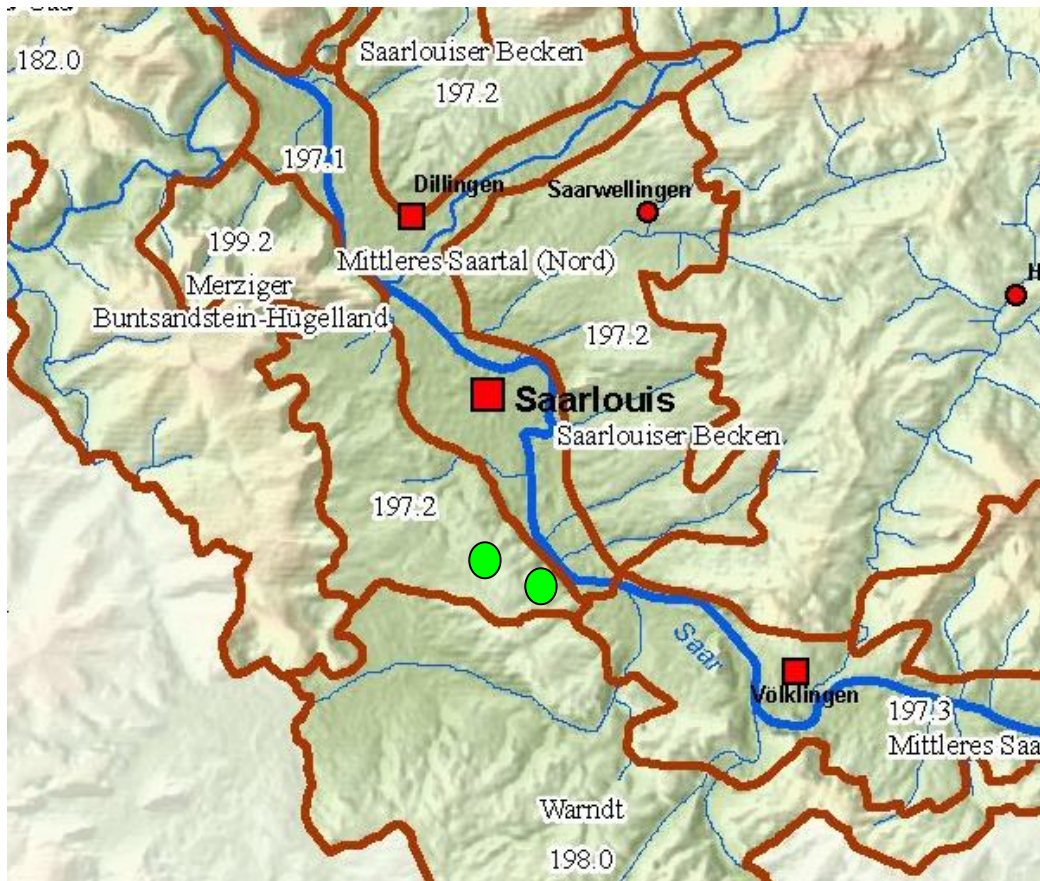 182.0
Saarlouiser Becken
197.2
197.1
Dillingen
Saarwellingen
199.2
Mittleres Saartal (Nord)
Merziger
Buntsandstein-Hügelland
H
197.2
Saarlouis
Saarlouiser Becken
197.2
Saar
Völklingen
197.3
Mittleres Saa
Warndt
198.0